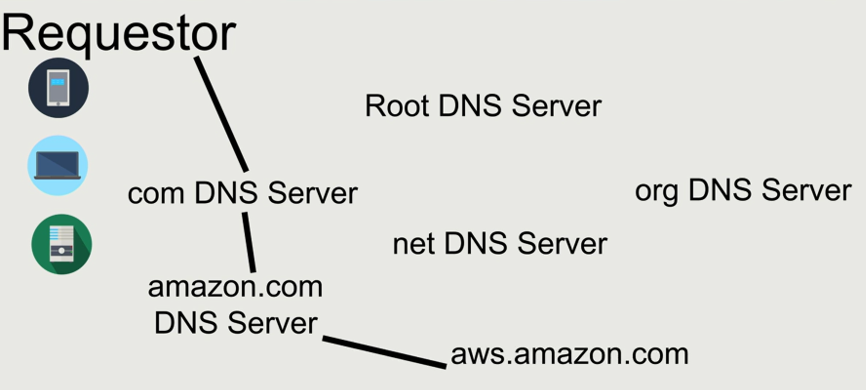 Requestor
Root DNS Server
com DNS Server
org DNS Server
net DNS Server
amazon.com
DNS Server
aws.amazon.com